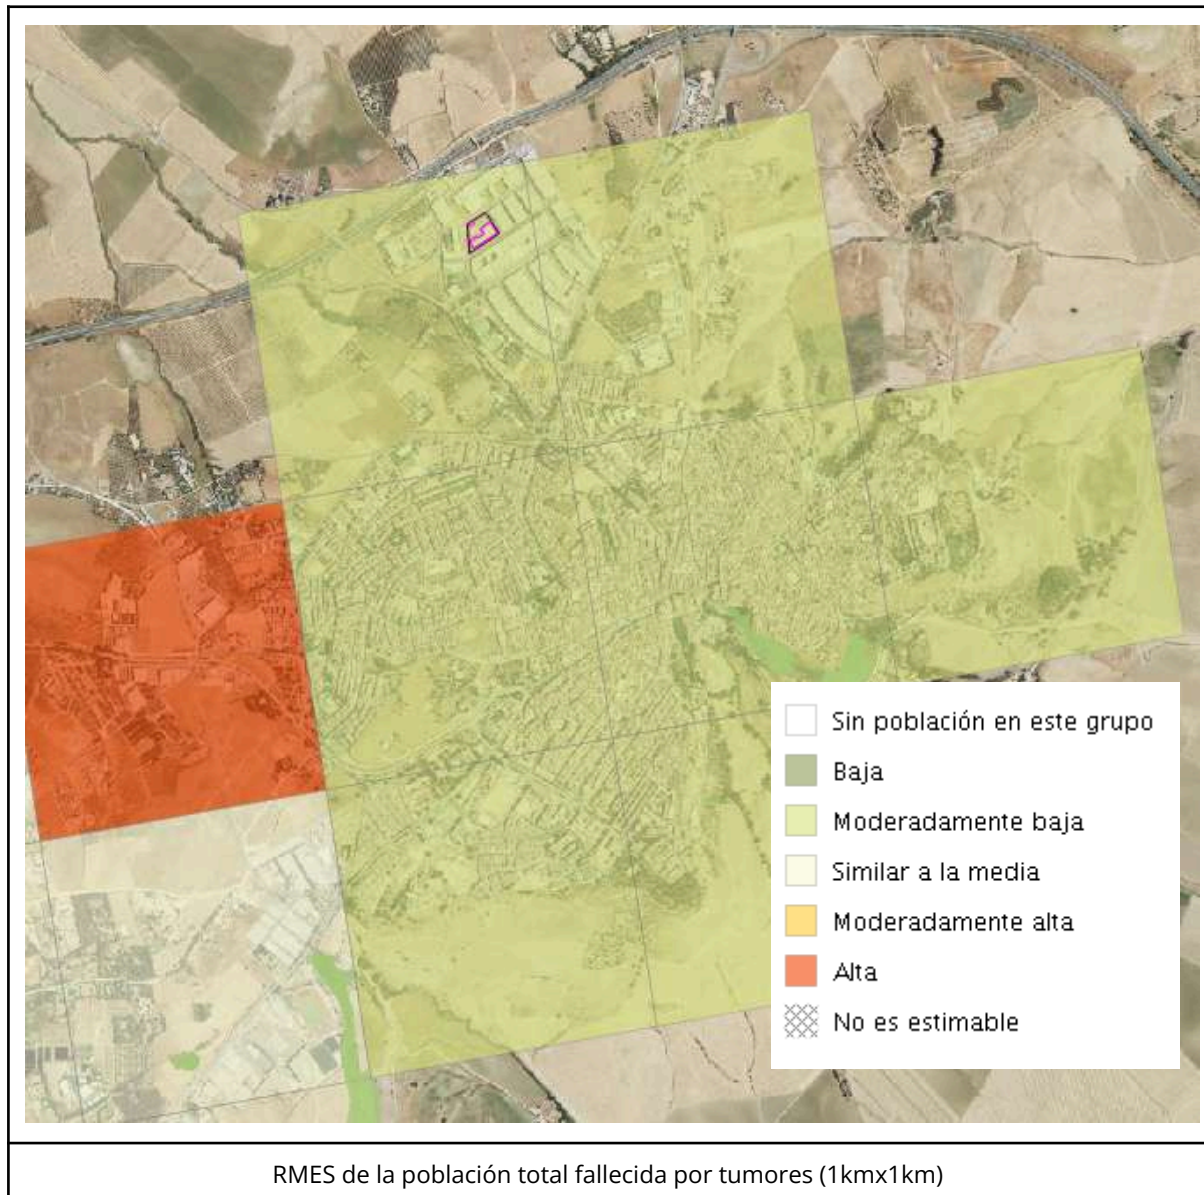 Sin población en este grupo
Baja
Moderadamente baja
Similar a la media
Moderadamente alta
Alta
No es estimable
RMES de la población total fallecida por tumores (1kmx1km)